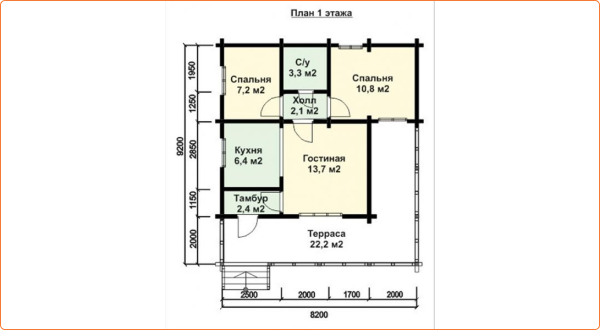 План 1 этажа
С/у
3,3 м2
Спальня
7,2 м2
Спальня
10,8 м2
Холл
2,1 м2
Кухня
6,4 м2
Гостиная
13,7 м2
Тамбур
2,4 м2
Терраса
22,2 м2
1950
1250
2850
1150
2000
9200
2500
2000
1700
2000
8200